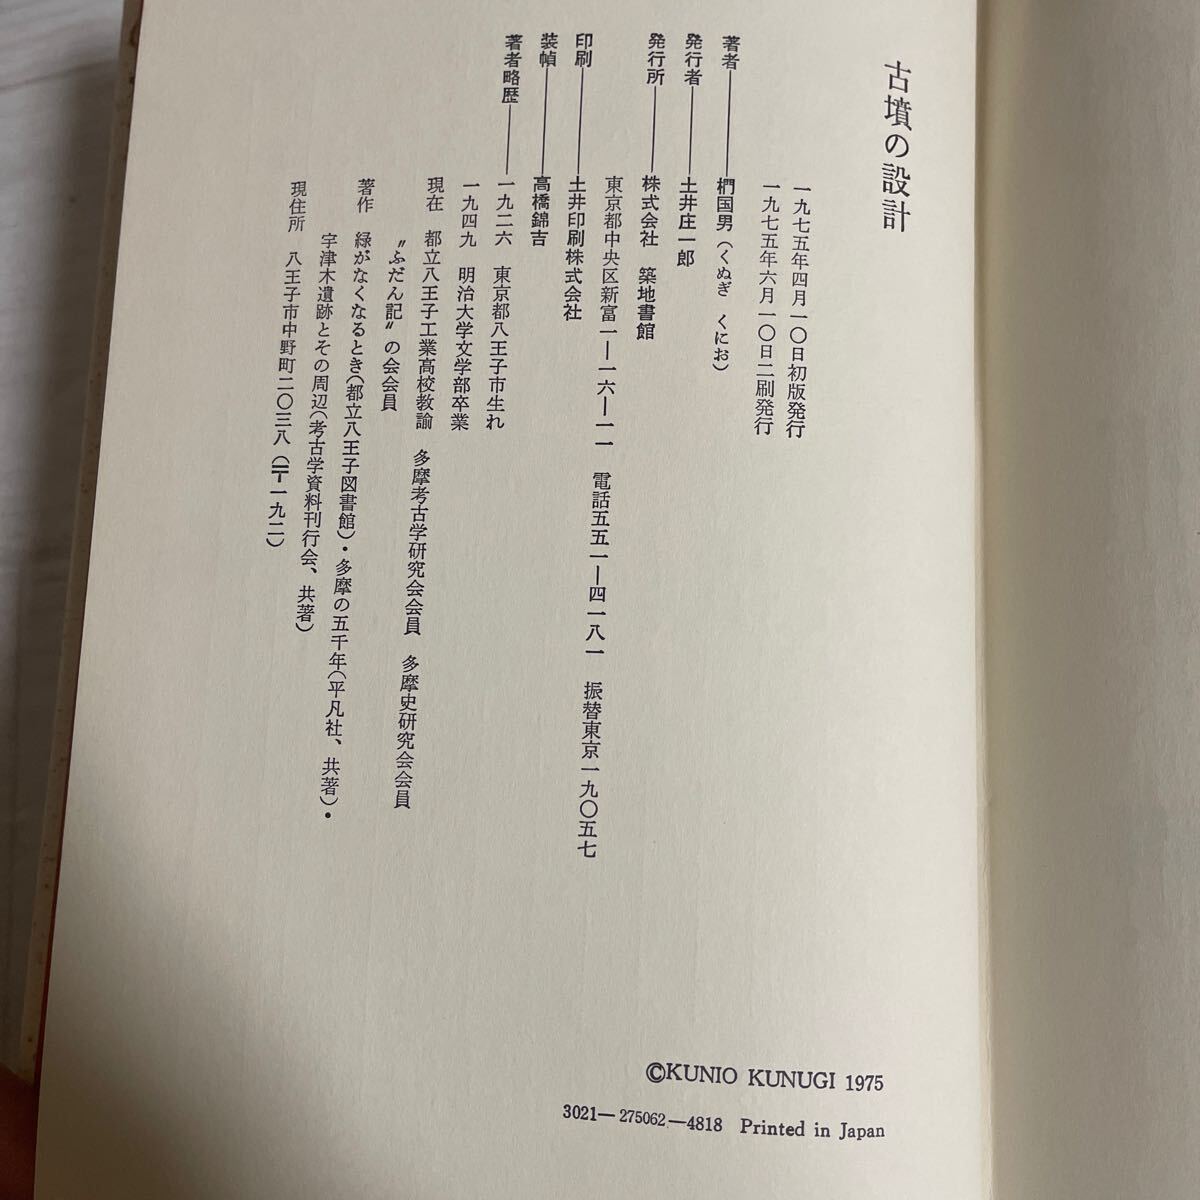 古墳の設計
一九七五年四月一〇日初版発行
一九七五年六月一〇日二刷発行
著者――――椚国男（くぬぎ くにお）
発行者―――土井庄一郎
発行所―――株式会社 築地書館
東京都中央区新富一―一六―一一 電話五五一―四一八一 振替東京一九〇五七
印刷――――土井印刷株式会社
装幀――――高橋錦吉
著者略歴――一九二六 東京都八王子市生れ
一九四九 明治大学文学部卒業
現在 都立八王子工業高校教諭 多摩考古学研究会会員 多摩史研究会会員
〝ふだん記〟の会会員
著作 緑がなくなるとき（都立八王子図書館）・多摩の五千年（平凡社、共著）・
宇津木遺跡とその周辺（考古学資料刊行会、共著）
現住所 八王子市中野町二〇三八（〒一九二）
©KUNIO KUNUGI 1975
3021―275062―4818 Printed in Japan